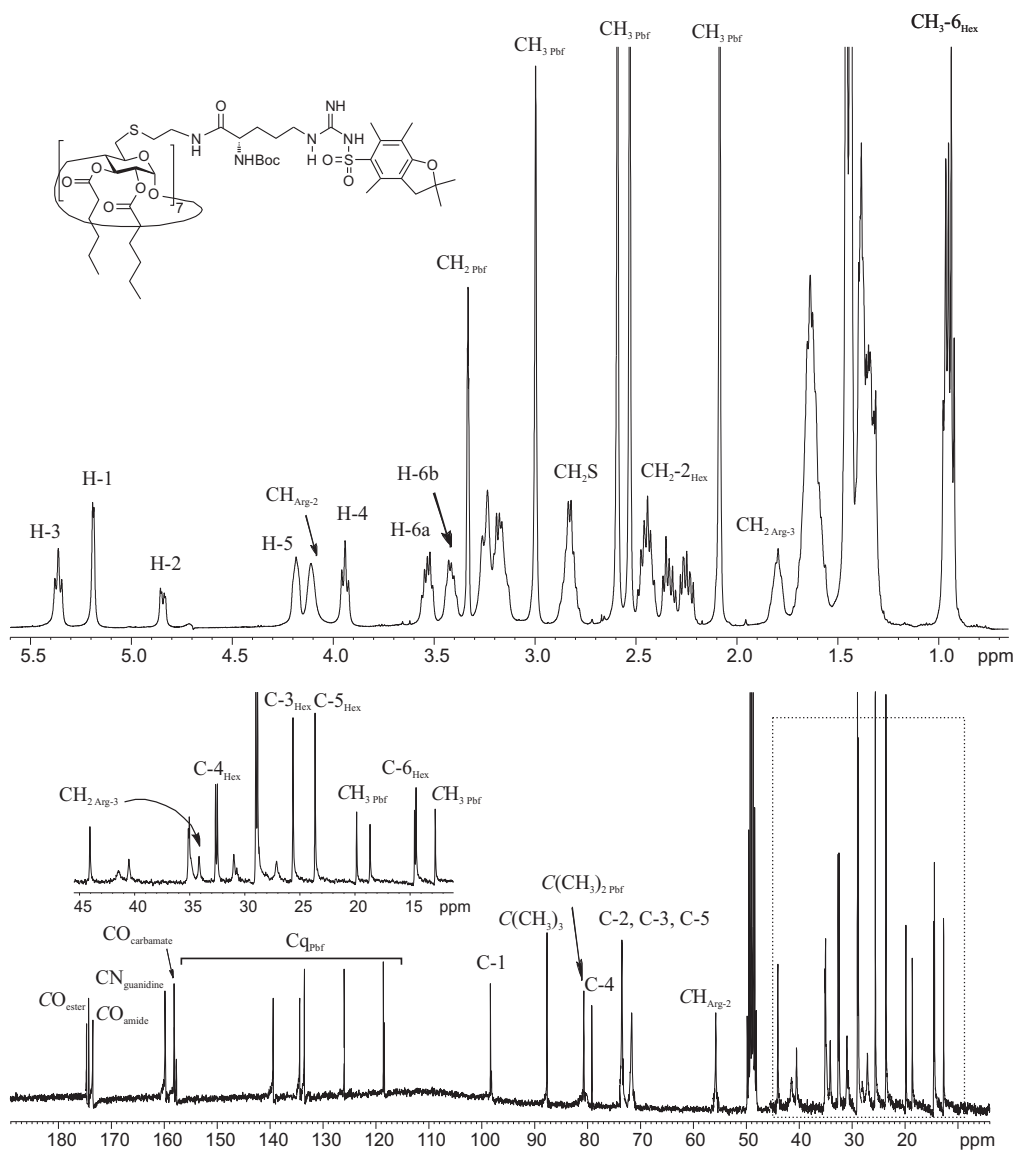 CH₃-6Hex
CH₃ Pbf
CH₃ Pbf
CH₃ Pbf
O
NH
S
N
H
N
H
NH
NHBoc
O=S
O
O
O
O
O
O
O
O
7
CH₂ Pbf
H-3
H-1
H-2
H-5
CHArg-2
H-4
H-6a
H-6b
CH₂S
CH₂-2Hex
CH₂ Arg-3
5.5 5.0 4.5 4.0 3.5 3.0 2.5 2.0 1.5 1.0 ppm
C-3Hex C-5Hex
C-4Hex
C-6Hex
CH₂ Arg-3
CH₃ Pbf
CH₃ Pbf
45 40 35 30 25 20 15 ppm
C(CH₃)₂ Pbf
C(CH₃)₃
C-2, C-3, C-5
COcarbamate
CqPbf
C-1
C-4
CNguanidine
COester
COamide
CHArg-2
180 170 160 150 140 130 120 110 100 90 80 70 60 50 40 30 20 ppm